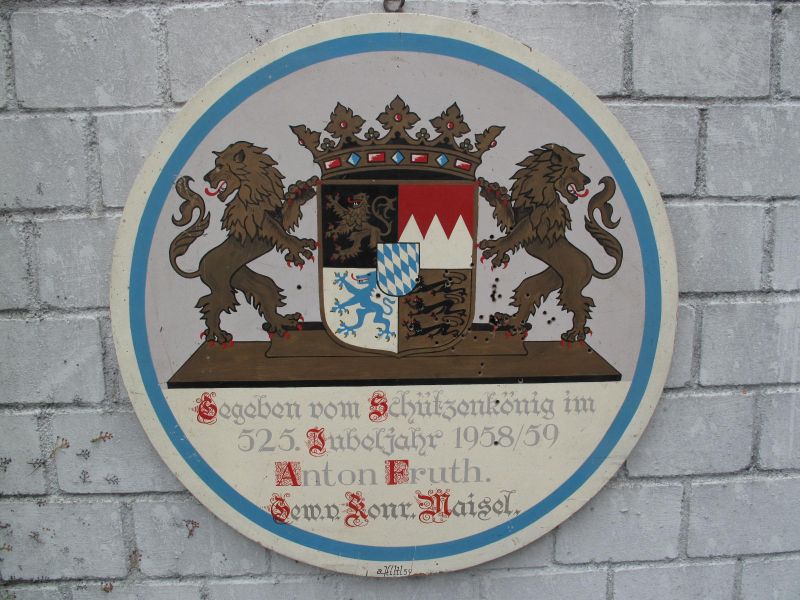 Gegeben vom Schützenkönig im
525. Jubeljahr 1958/59
Anton Fruth.
Gew. v. Konr. Maisel.